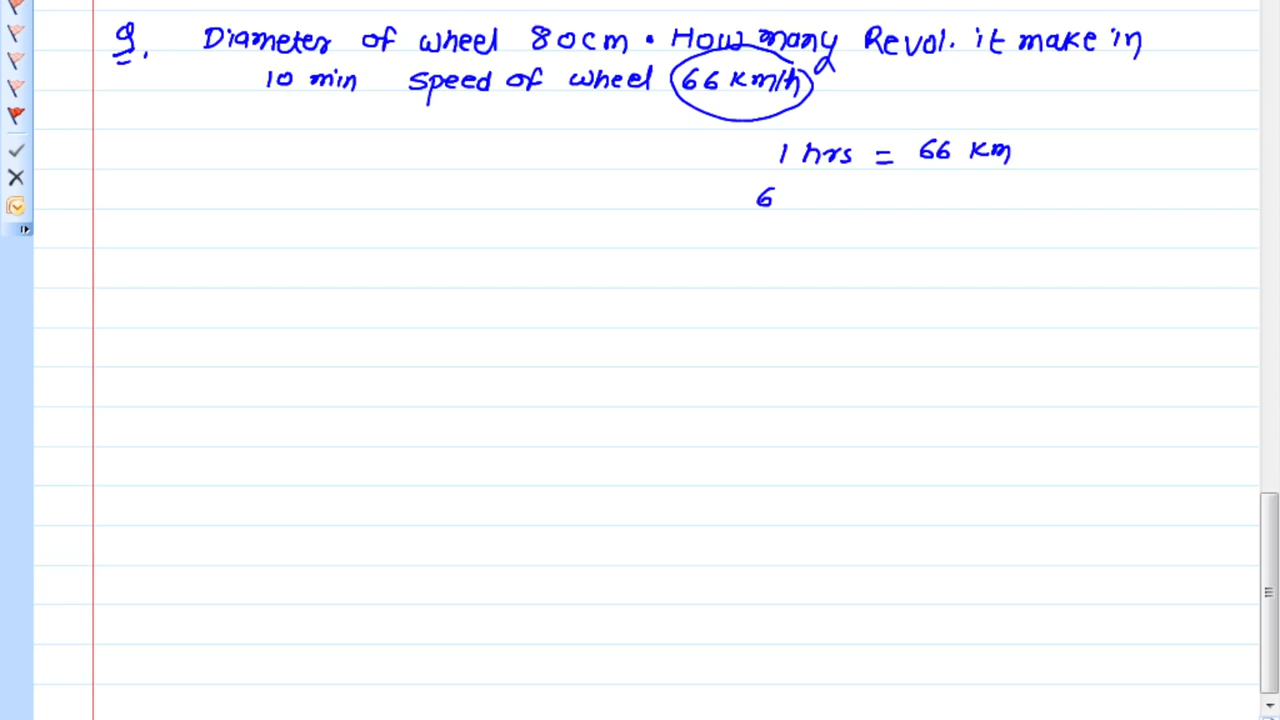 Q. Diameter of wheel 80cm. How many Revol. it make in
10 min speed of wheel 66 km/h
1 hrs = 66 km
6